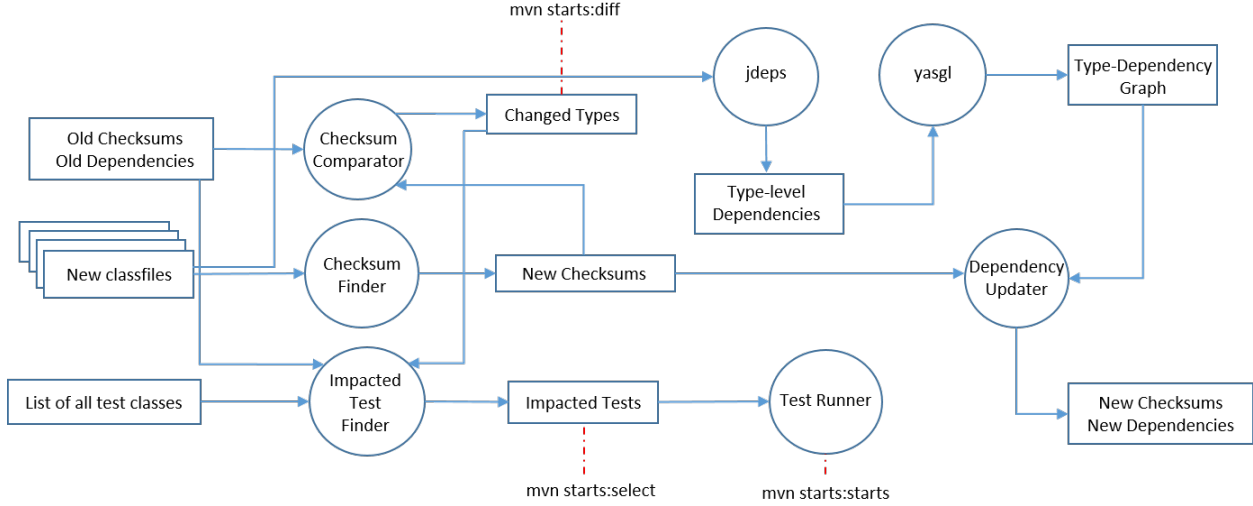 mvn starts:diff
jdeps
yasgl
Type-Dependency
Graph
Changed Types
Old Checksums
Old Dependencies
Checksum
Comparator
Type-level
Dependencies
New classfiles
Checksum
Finder
New Checksums
Dependency
Updater
List of all test classes
Impacted
Test
Finder
Impacted Tests
Test Runner
New Checksums
New Dependencies
mvn starts:select
mvn starts:starts